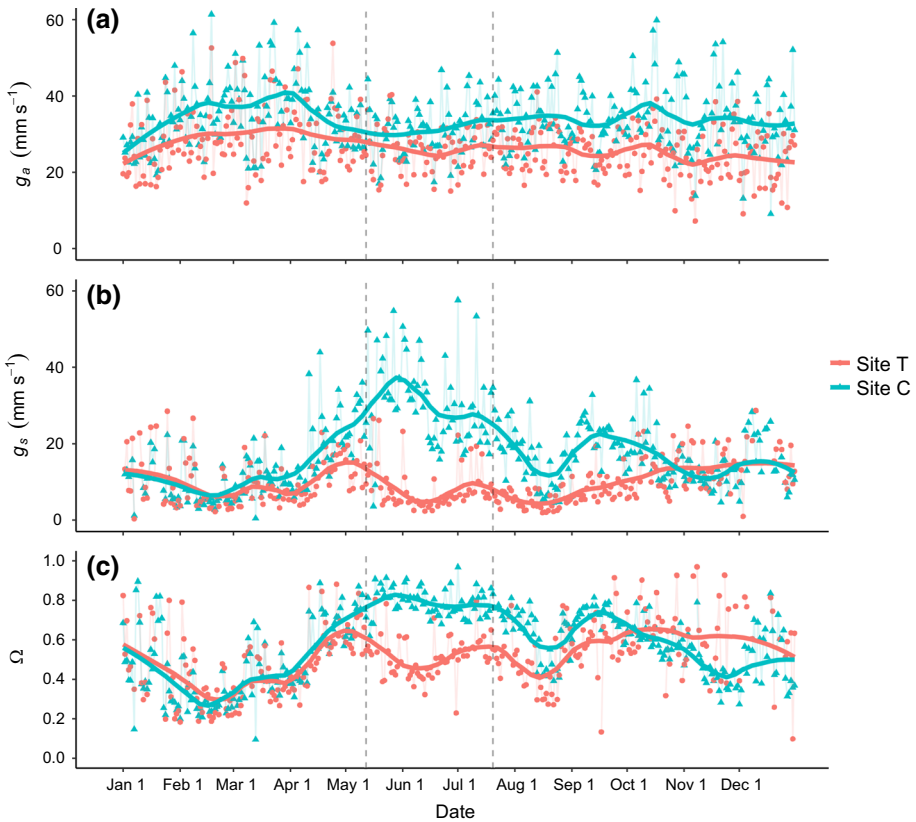 (a)
60
40
20
0
gₐ (mm s⁻¹)
(b)
60
40
20
0
gₛ (mm s⁻¹)
Site T
Site C
(c)
1.0
0.8
0.6
0.4
0.2
0.0
Ω
Jan 1 Feb 1 Mar 1 Apr 1 May 1 Jun 1 Jul 1 Aug 1 Sep 1 Oct 1 Nov 1 Dec 1
Date